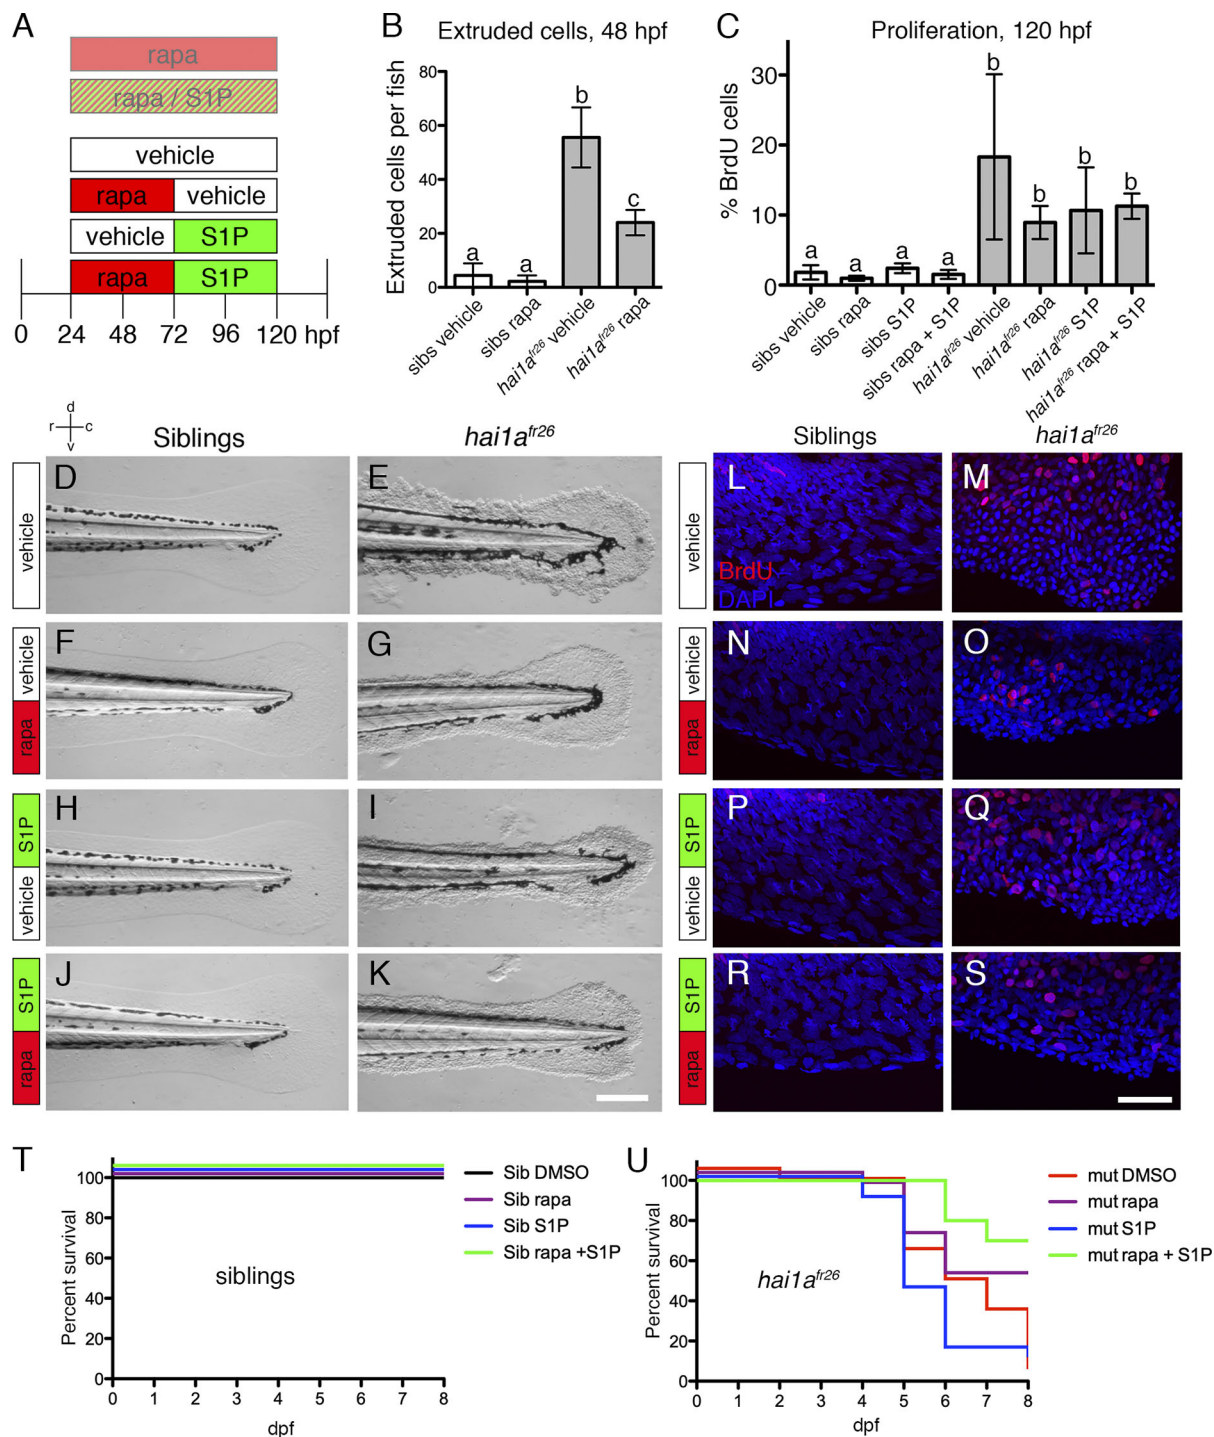 A
rapa
rapa / S1P
vehicle
rapa vehicle
vehicle S1P
rapa S1P
0 24 48 72 96 120 hpf
B Extruded cells, 48 hpf
Extruded cells per fish
80
60
40
20
0
a a b c
sibs vehicle
sibs rapa
hai1a^fr26 vehicle
hai1a^fr26 rapa
C Proliferation, 120 hpf
% BrdU cells
30
20
10
0
a a a a b b b b
sibs vehicle
sibs rapa
sibs S1P
sibs rapa + S1P
hai1a^fr26 vehicle
hai1a^fr26 rapa
hai1a^fr26 S1P
hai1a^fr26 rapa + S1P
d
r c
v
Siblings hai1a^fr26
vehicle
D E
vehicle
rapa
F G
S1P
vehicle
H I
S1P
rapa
J K
Siblings hai1a^fr26
vehicle
L M
BrdU
DAPI
vehicle
rapa
N O
S1P
vehicle
P Q
S1P
rapa
R S
T
Percent survival
100
80
60
40
20
0
0 1 2 3 4 5 6 7 8
dpf
siblings
Sib DMSO
Sib rapa
Sib S1P
Sib rapa +S1P
U
Percent survival
100
80
60
40
20
0
0 1 2 3 4 5 6 7 8
dpf
hai1a^fr26
mut DMSO
mut rapa
mut S1P
mut rapa + S1P